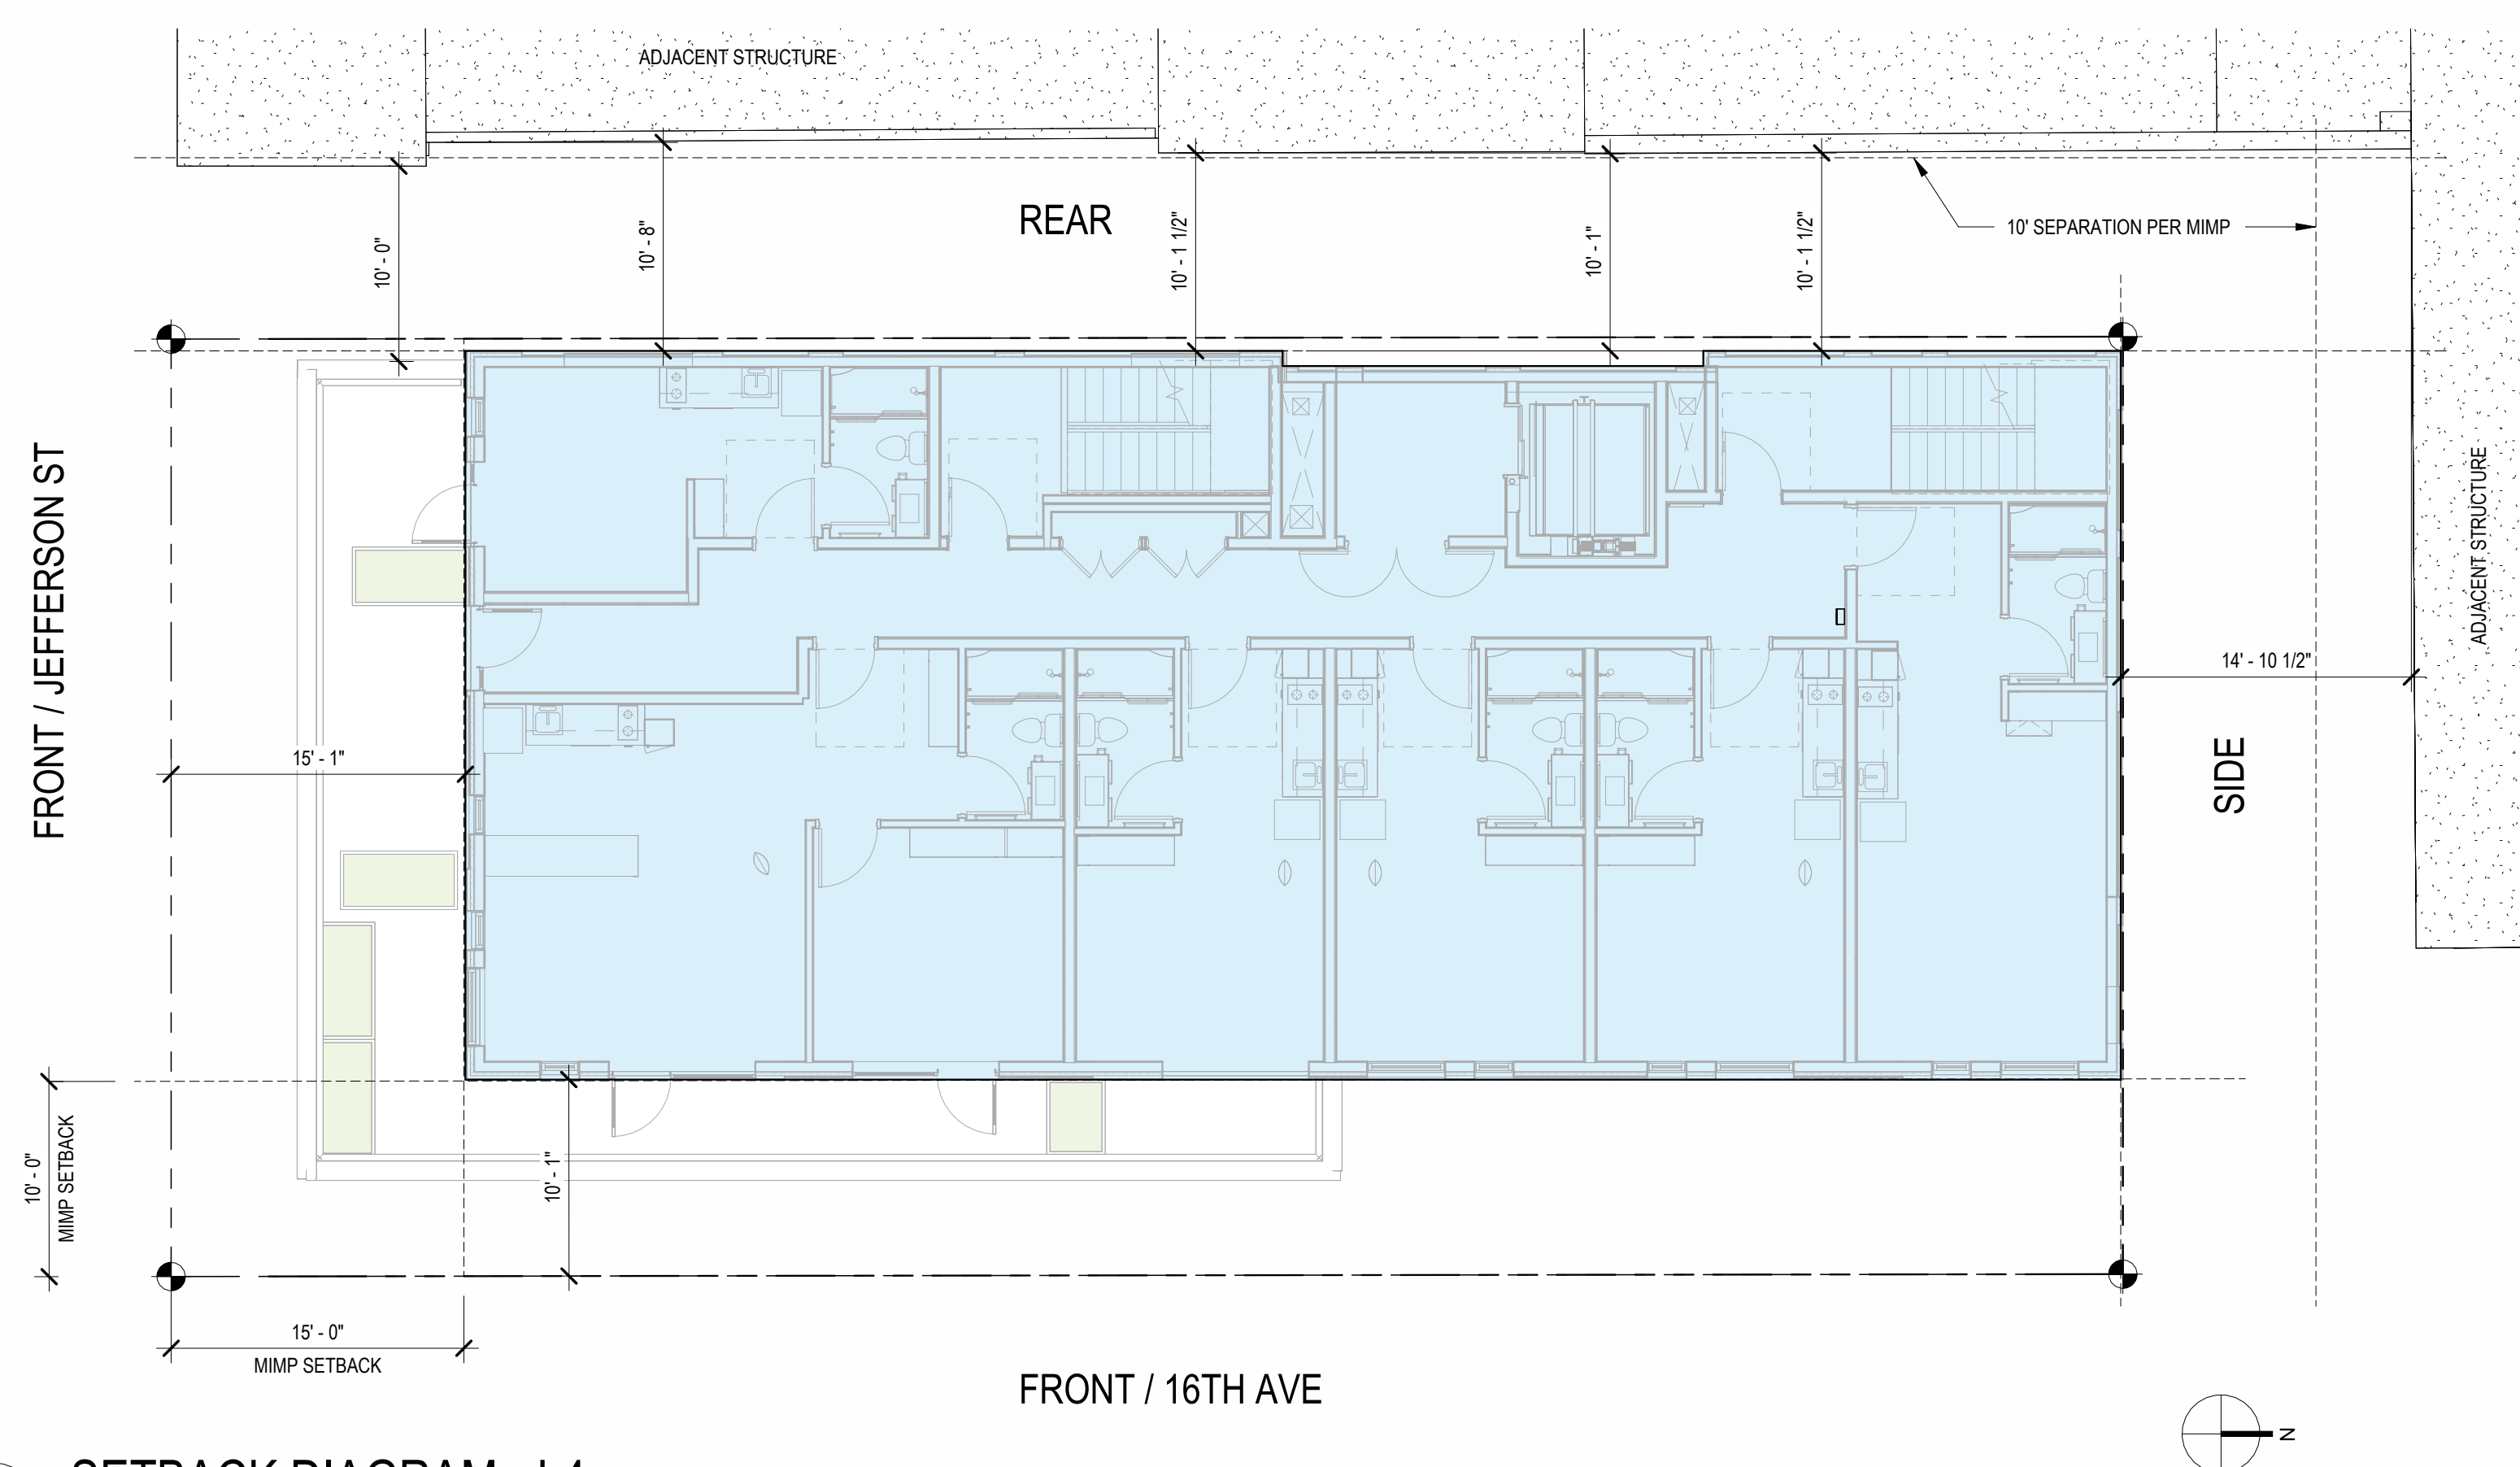 ADJACENT STRUCTURE
REAR
10' - 0"
10' - 8"
10' - 1 1/2"
10' - 1"
10' - 1 1/2"
10' SEPARATION PER MIMP
FRONT / JEFFERSON ST
ADJACENT STRUCTURE
14' - 10 1/2"
15' - 1"
SIDE
10' - 0"
MIMP SETBACK
10' - 1"
15' - 0"
MIMP SETBACK
FRONT / 16TH AVE
N
SETBACK DIAGRAM